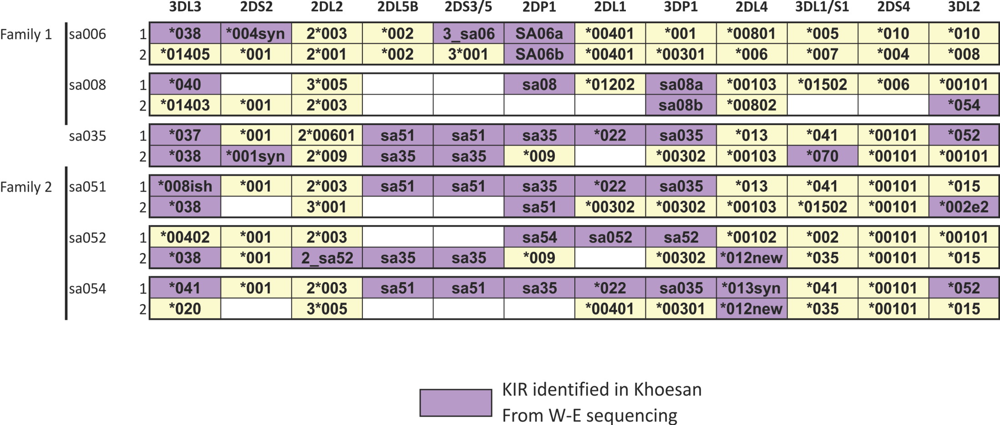 3DL3 2DS2 2DL2 2DL5B 2DS3/5 2DP1 2DL1 3DP1 2DL4 3DL1/S1 2DS4 3DL2
Family 1 sa006 1 *038 *004syn 2*003 *002 3_sa06 SA06a *00401 *001 *00801 *005 *010 *010
2 *01405 *001 2*001 *002 3*001 SA06b *00401 *00301 *006 *007 *004 *008
sa008 1 *040 3*005 sa08 *01202 sa08a *00103 *01502 *006 *00101
2 *01403 *001 2*003 sa08b *00802 *054
sa035 1 *037 *001 2*00601 sa51 sa51 sa35 *022 sa035 *013 *041 *00101 *052
2 *038 *001syn 2*009 sa35 sa35 *009 *00302 *00103 *070 *00101 *00101
Family 2 sa051 1 *008ish *001 2*003 sa51 sa51 sa35 *022 sa035 *013 *041 *00101 *015
2 *038 3*001 sa51 *00302 *00302 *00103 *01502 *00101 *002e2
sa052 1 *00402 *001 2*003 sa54 sa052 sa52 *00102 *002 *00101 *00101
2 *038 *001 2_sa52 sa35 sa35 *009 *00302 *012new *035 *00101 *015
sa054 1 *041 *001 2*003 sa51 sa51 sa35 *022 sa035 *013syn *041 *00101 *052
2 *020 3*005 *00401 *00301 *012new *035 *00101 *015
KIR identified in Khoesan
From W-E sequencing